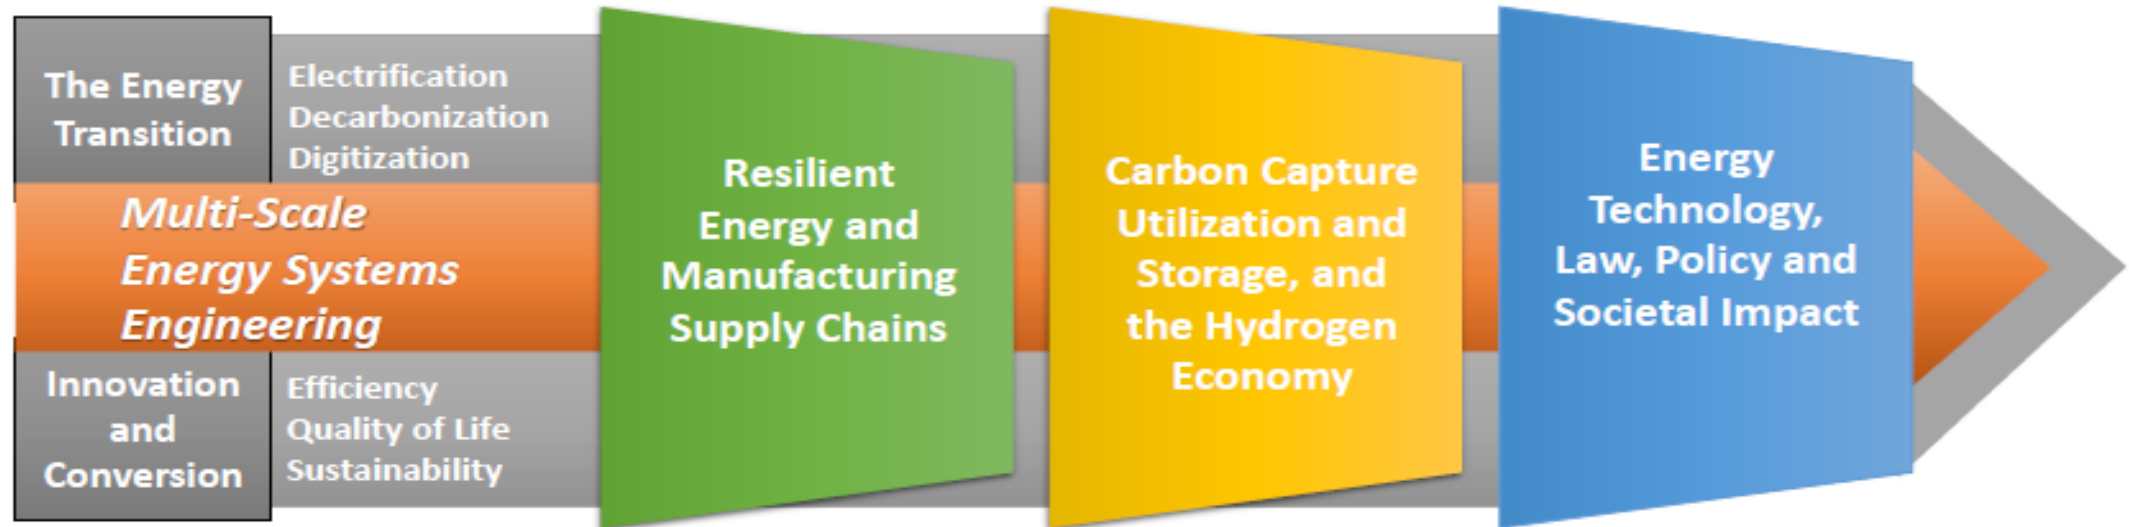 The Energy
Transition
Electrification
Decarbonization
Digitization
Multi-Scale
Energy Systems
Engineering
Innovation
and
Conversion
Efficiency
Quality of Life
Sustainability
Resilient
Energy and
Manufacturing
Supply Chains
Carbon Capture
Utilization and
Storage, and
the Hydrogen
Economy
Energy
Technology,
Law, Policy and
Societal Impact